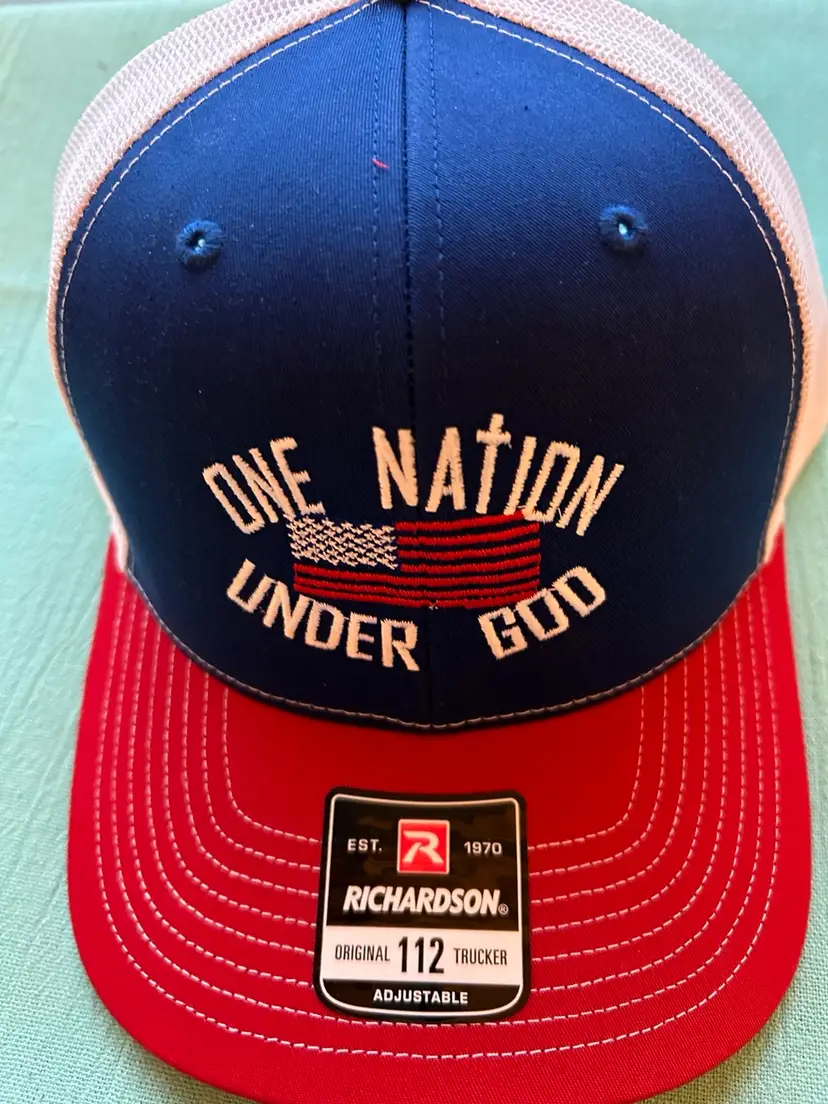 ONE NATION
UNDER GOD
EST. R 1970
RICHARDSON®
ORIGINAL 112 TRUCKER
ADJUSTABLE